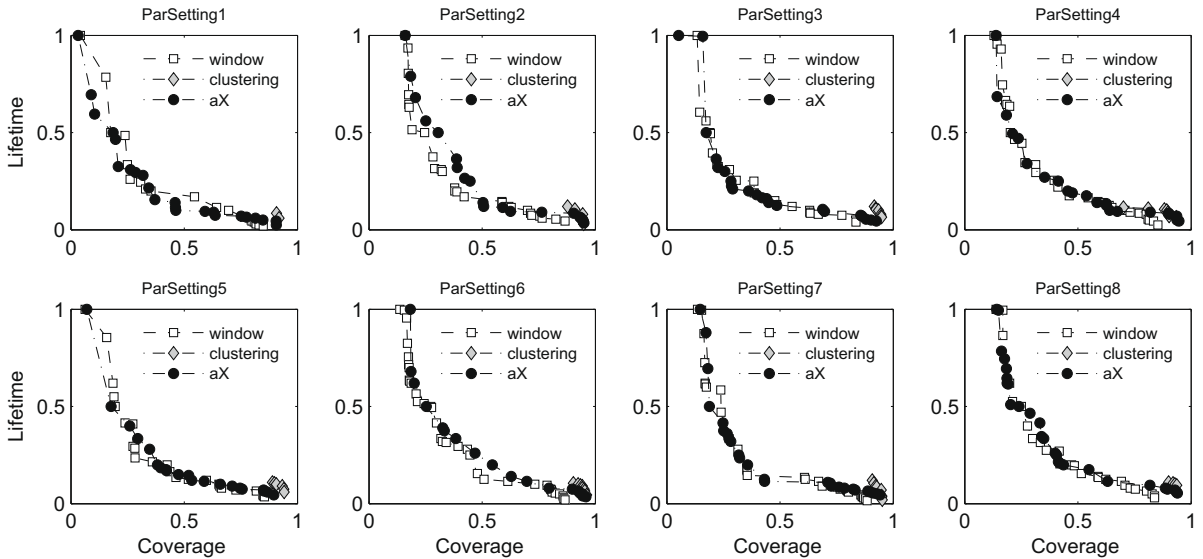 ParSetting1 ParSetting2 ParSetting3 ParSetting4
1 1 1 1
window window window window
clustering clustering clustering clustering
aX aX aX aX
Lifetime
0.5 0.5 0.5 0.5
0 0 0 0
0 0.5 1 0 0.5 1 0 0.5 1 0 0.5 1
ParSetting5 ParSetting6 ParSetting7 ParSetting8
1 1 1 1
window window window window
clustering clustering clustering clustering
aX aX aX aX
Lifetime
0.5 0.5 0.5 0.5
0 0 0 0
0 0.5 1 0 0.5 1 0 0.5 1 0 0.5 1
Coverage Coverage Coverage Coverage